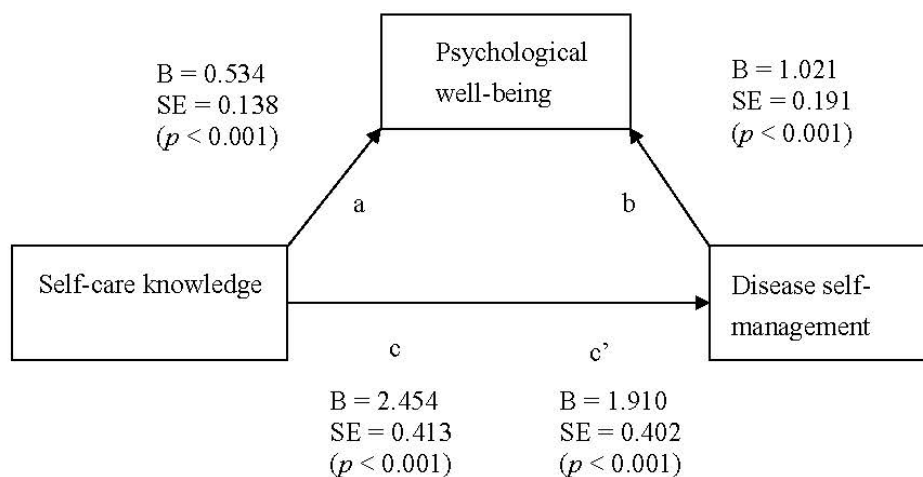 Psychological
well-being
B = 0.534
SE = 0.138
(p < 0.001)
B = 1.021
SE = 0.191
(p < 0.001)
a
b
Self-care knowledge
Disease self-
management
c
c’
B = 2.454
SE = 0.413
(p < 0.001)
B = 1.910
SE = 0.402
(p < 0.001)